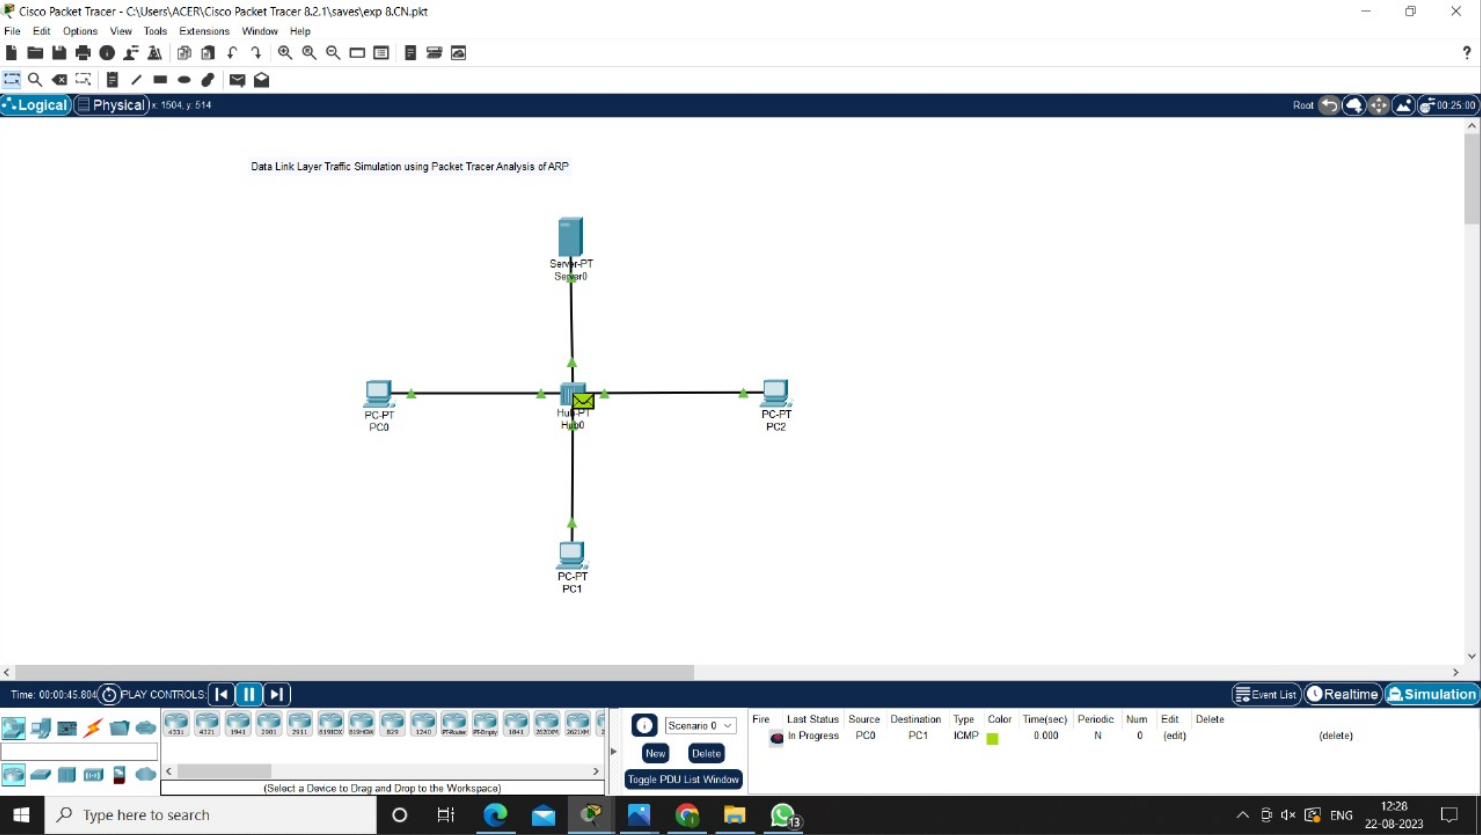 Cisco Packet Tracer - C:\Users\ACER\Cisco Packet Tracer 8.2.1\saves\exp 8.CN.pkt
File Edit Options View Tools Extensions Window Help
?
Logical Physical x: 1504, y: 514 Root 00:25:00
Data Link Layer Traffic Simulation using Packet Tracer Analysis of ARP
Server-PT
Server0
PC-PT
PC0
Hub-PT
Hub0
PC-PT
PC2
PC-PT
PC1
Time: 00:00:45.804 PLAY CONTROLS: Event List Realtime Simulation
4331 4321 1941 2901 2911 819IOX 819HGW 829 1240 PT-Router PT-Empty 1841 2620XM 2621XM 2
(Select a Device to Drag and Drop to the Workspace)
Scenario 0
New Delete
Toggle PDU List Window
Fire Last Status Source Destination Type Color Time(sec) Periodic Num Edit Delete
In Progress PC0 PC1 ICMP 0.000 N 0 (edit) (delete)
Type here to search
13
ENG
12:28
22-08-2023